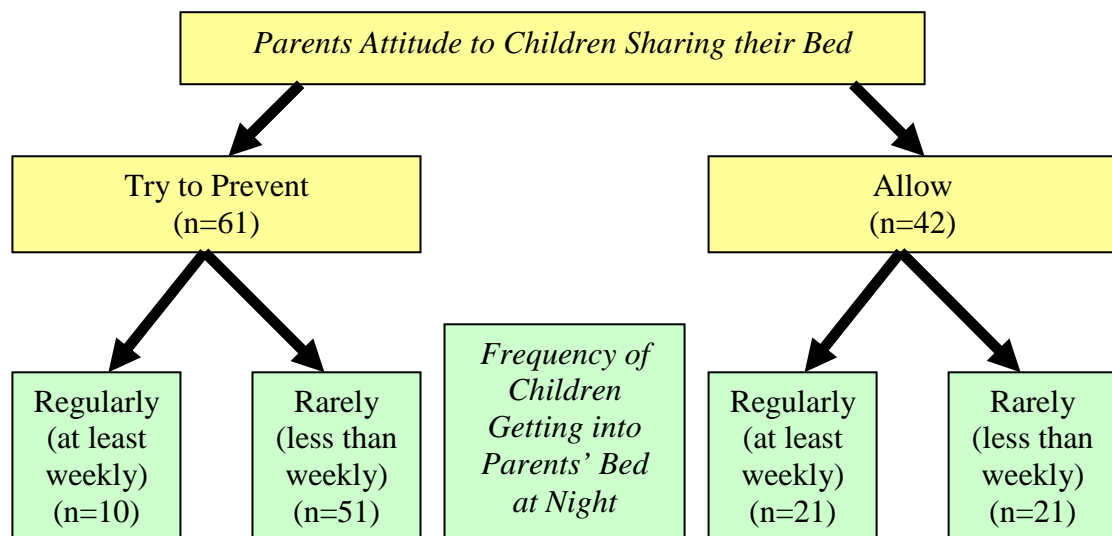 Parents Attitude to Children Sharing their Bed
Try to Prevent
(n=61)
Allow
(n=42)
Regularly
(at least
weekly)
(n=10)
Rarely
(less than
weekly)
(n=51)
Frequency of
Children
Getting into
Parents’ Bed
at Night
Regularly
(at least
weekly)
(n=21)
Rarely
(less than
weekly)
(n=21)